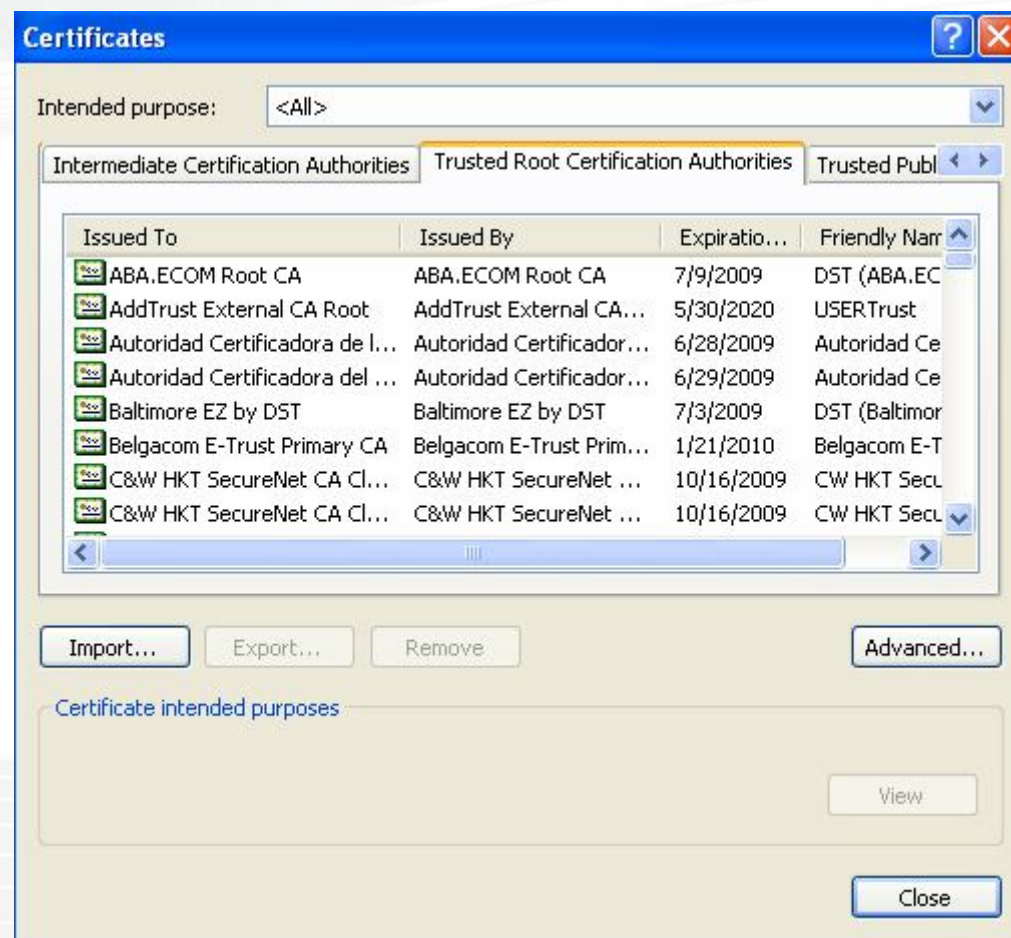 Certificates
Intended purpose: <All>
Intermediate Certification Authorities Trusted Root Certification Authorities Trusted Publ
Issued To Issued By Expiratio... Friendly Nam
ABA.ECOM Root CA ABA.ECOM Root CA 7/9/2009 DST (ABA.EC
AddTrust External CA Root AddTrust External CA... 5/30/2020 USERTrust
Autoridad Certificadora de l... Autoridad Certificador... 6/28/2009 Autoridad Ce
Autoridad Certificadora del ... Autoridad Certificador... 6/29/2009 Autoridad Ce
Baltimore EZ by DST Baltimore EZ by DST 7/3/2009 DST (Baltimor
Belgacom E-Trust Primary CA Belgacom E-Trust Prim... 1/21/2010 Belgacom E-T
C&W HKT SecureNet CA Cl... C&W HKT SecureNet ... 10/16/2009 CW HKT Secu
C&W HKT SecureNet CA Cl... C&W HKT SecureNet ... 10/16/2009 CW HKT Secu
Import... Export... Remove Advanced...
Certificate intended purposes
View
Close